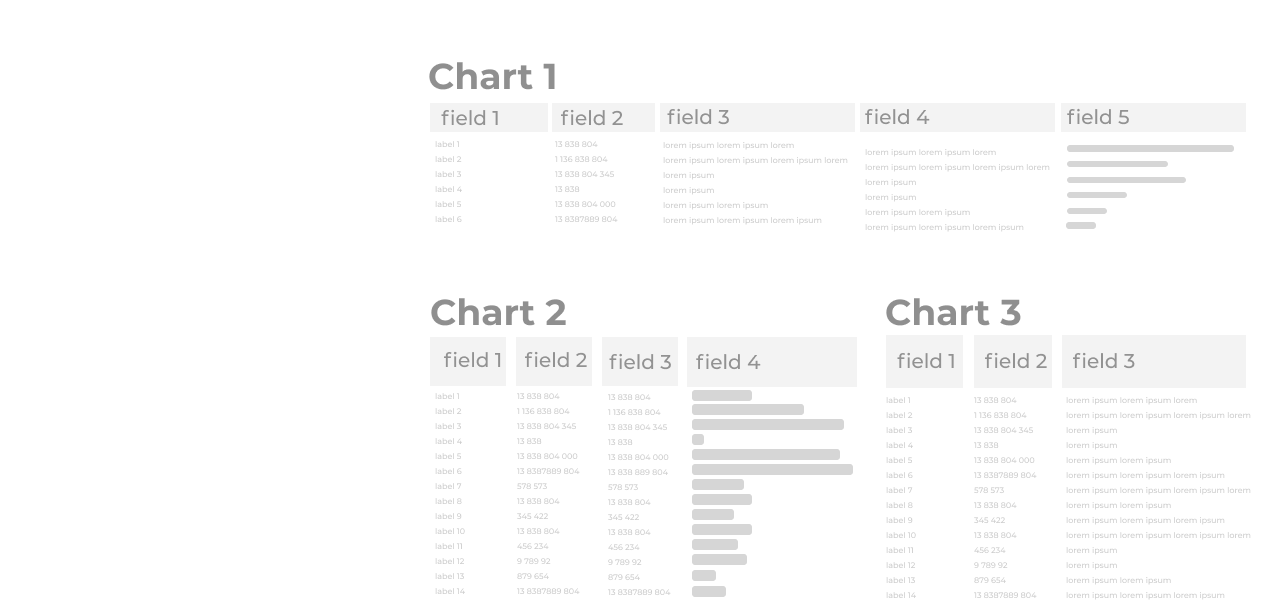 Chart 1
field 1 field 2 field 3 field 4 field 5
label 1 13 838 804 lorem ipsum lorem ipsum lorem lorem ipsum lorem ipsum lorem
label 2 1 136 838 804 lorem ipsum lorem ipsum lorem ipsum lorem lorem ipsum lorem ipsum lorem ipsum lorem
label 3 13 838 804 345 lorem ipsum lorem ipsum
label 4 13 838 lorem ipsum lorem ipsum
label 5 13 838 804 000 lorem ipsum lorem ipsum lorem ipsum lorem ipsum
label 6 13 8387889 804 lorem ipsum lorem ipsum lorem ipsum lorem ipsum lorem ipsum lorem ipsum
Chart 2
field 1 field 2 field 3 field 4
label 1 13 838 804 13 838 804
label 2 1 136 838 804 1 136 838 804
label 3 13 838 804 345 13 838 804 345
label 4 13 838 13 838
label 5 13 838 804 000 13 838 804 000
label 6 13 8387889 804 13 838 889 804
label 7 578 573 578 573
label 8 13 838 804 13 838 804
label 9 345 422 345 422
label 10 13 838 804 13 838 804
label 11 456 234 456 234
label 12 9 789 92 9 789 92
label 13 879 654 879 654
label 14 13 8387889 804 13 8387889 804
Chart 3
field 1 field 2 field 3
label 1 13 838 804 lorem ipsum lorem ipsum lorem
label 2 1 136 838 804 lorem ipsum lorem ipsum lorem ipsum lorem
label 3 13 838 804 345 lorem ipsum
label 4 13 838 lorem ipsum
label 5 13 838 804 000 lorem ipsum lorem ipsum
label 6 13 8387889 804 lorem ipsum lorem ipsum lorem ipsum
label 7 578 573 lorem ipsum lorem ipsum lorem ipsum lorem
label 8 13 838 804 lorem ipsum lorem ipsum
label 9 345 422 lorem ipsum lorem ipsum lorem ipsum
label 10 13 838 804 lorem ipsum lorem ipsum lorem ipsum lorem
label 11 456 234 lorem ipsum
label 12 9 789 92 lorem ipsum
label 13 879 654 lorem ipsum lorem ipsum
label 14 13 8387889 804 lorem ipsum lorem ipsum lorem ipsum